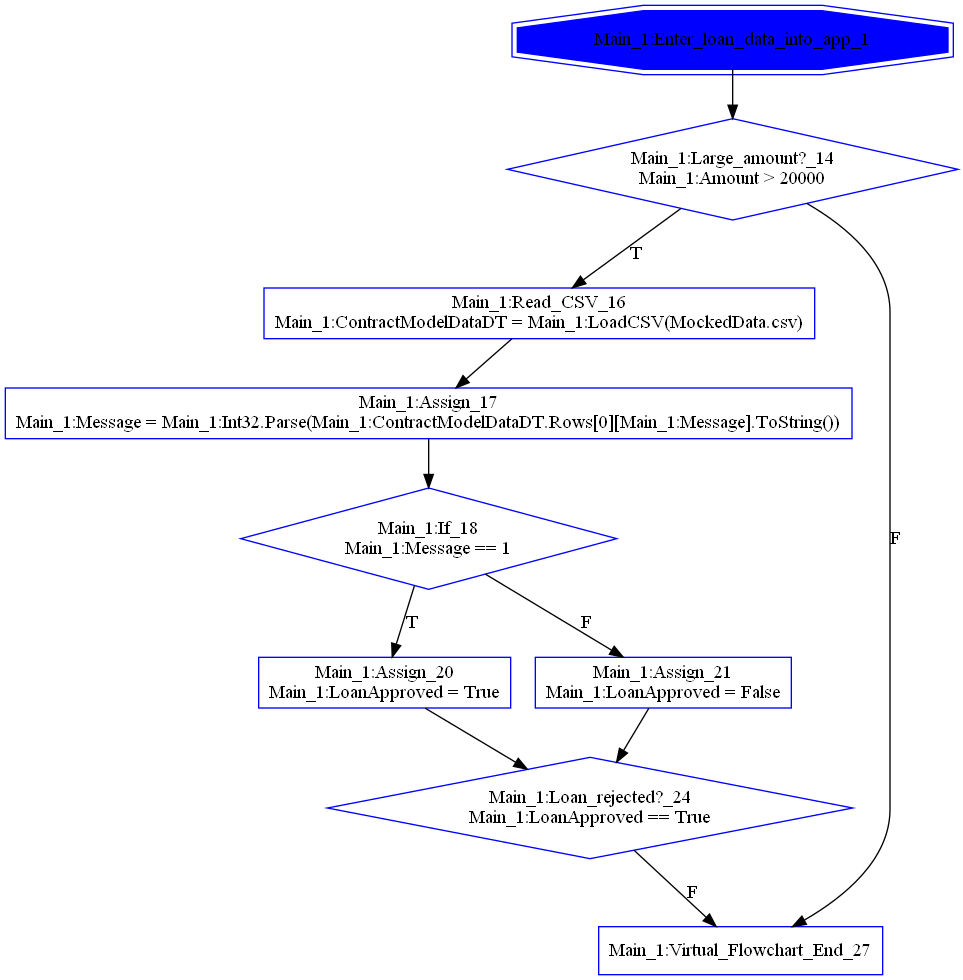 Main_1:Enter_loan_data_into_app_1
Main_1:Large_amount?_14
Main_1:Amount > 20000
T
Main_1:Read_CSV_16
Main_1:ContractModelDataDT = Main_1:LoadCSV(MockedData.csv)
Main_1:Assign_17
Main_1:Message = Main_1:Int32.Parse(Main_1:ContractModelDataDT.Rows[0][Main_1:Message].ToString())
Main_1:If_18
Main_1:Message == 1
F
T
F
Main_1:Assign_20
Main_1:LoanApproved = True
Main_1:Assign_21
Main_1:LoanApproved = False
Main_1:Loan_rejected?_24
Main_1:LoanApproved == True
F
Main_1:Virtual_Flowchart_End_27